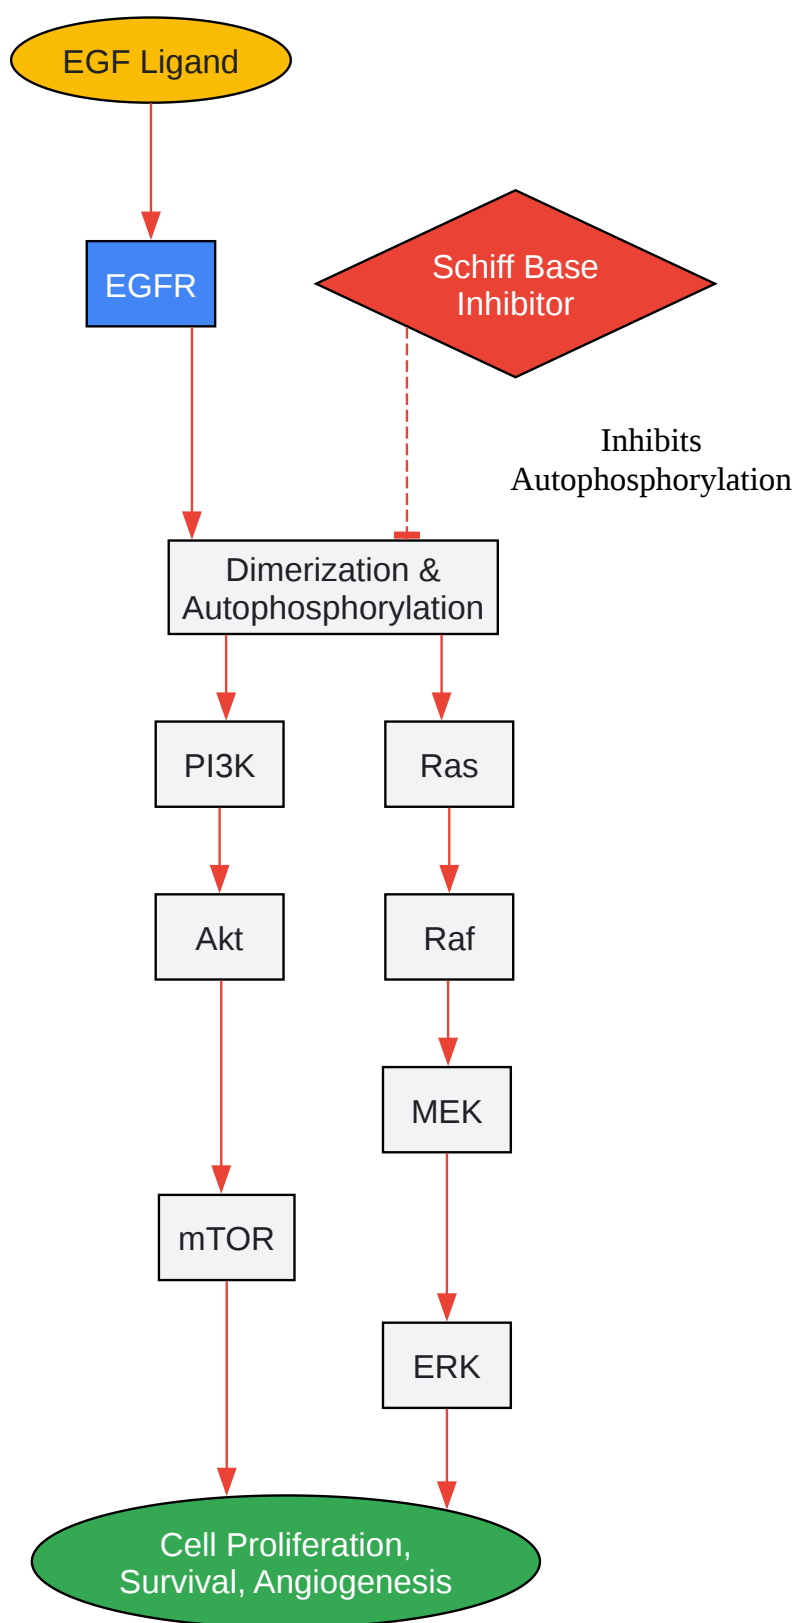 EGF Ligand
EGFR
Schiff Base
Inhibitor
Inhibits
Autophosphorylation
Dimerization &
Autophosphorylation
PI3K
Ras
Akt
Raf
MEK
mTOR
ERK
Cell Proliferation,
Survival, Angiogenesis